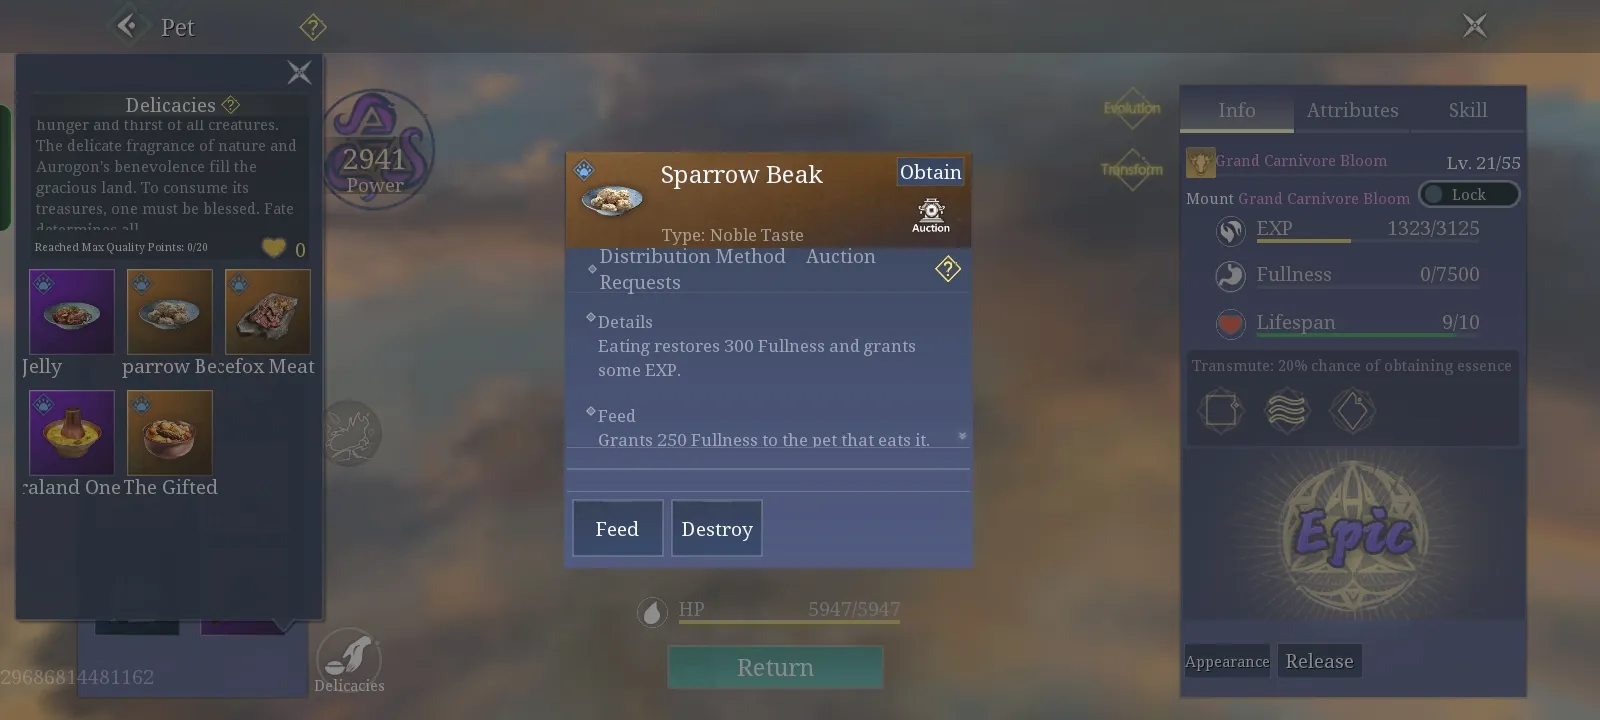 Pet
Delicacies
hunger and thirst of all creatures.
The delicate fragrance of nature and
Aurogon's benevolence fill the
gracious land. To consume its
treasures, one must be blessed. Fate
determines all
Reached Max Quality Points: 0/20
0
Jelly
parrow Be
cefox Meat
raland One
The Gifted
2941
Power
29686814481162
Delicacies
Sparrow Beak
Obtain
Auction
Type: Noble Taste
Distribution Method Auction
Requests
Details
Eating restores 300 Fullness and grants
some EXP.
Feed
Grants 250 Fullness to the pet that eats it.
Feed
Destroy
HP 5947/5947
Return
Evolution
Transform
Info
Attributes
Skill
Grand Carnivore Bloom
Lv. 21/55
Mount Grand Carnivore Bloom
Lock
EXP 1323/3125
Fullness 0/7500
Lifespan 9/10
Transmute: 20% chance of obtaining essence
Epic
Appearance
Release